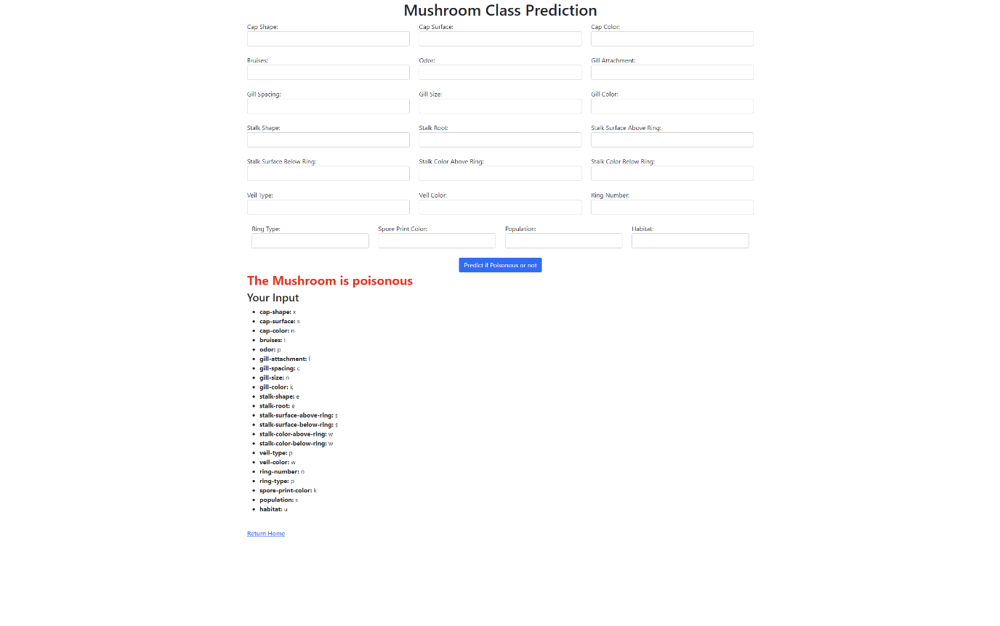 Mushroom Class Prediction
Cap Shape: Cap Surface: Cap Color:
Bruises: Odor: Gill Attachment:
Gill Spacing: Gill Size: Gill Color:
Stalk Shape: Stalk Root: Stalk Surface Above Ring:
Stalk Surface Below Ring: Stalk Color Above Ring: Stalk Color Below Ring:
Veil Type: Veil Color: Ring Number:
Ring Type: Spore Print Color: Population: Habitat:
Predict if Poisonous or not
The Mushroom is poisonous
Your Input
• cap-shape: x
• cap-surface: s
• cap-color: n
• bruises: t
• odor: p
• gill-attachment: f
• gill-spacing: c
• gill-size: n
• gill-color: k
• stalk-shape: e
• stalk-root: e
• stalk-surface-above-ring: s
• stalk-surface-below-ring: s
• stalk-color-above-ring: w
• stalk-color-below-ring: w
• veil-type: p
• veil-color: w
• ring-number: o
• ring-type: p
• spore-print-color: k
• population: s
• habitat: u
Return Home